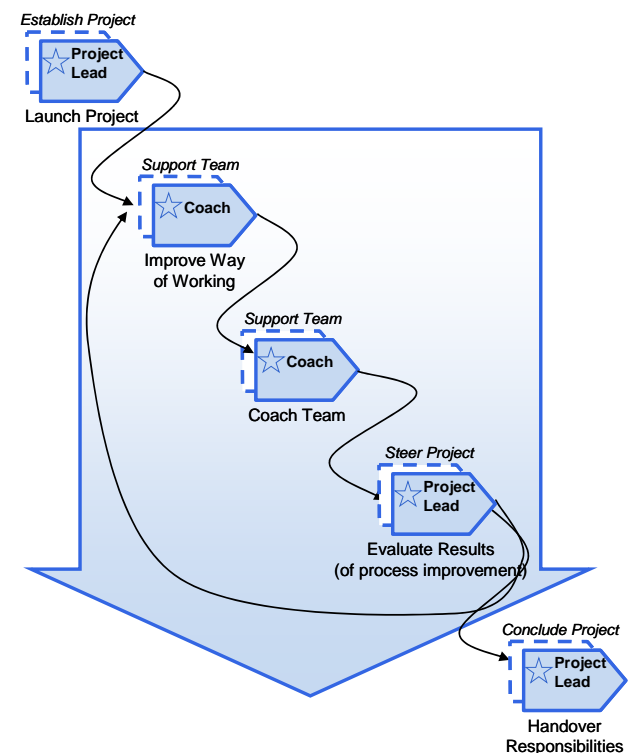 Establish Project
Project
Lead
Launch Project
Support Team
Coach
Improve Way
of Working
Support Team
Coach
Coach Team
Steer Project
Project
Lead
Evaluate Results
(of process improvement)
Conclude Project
Project
Lead
Handover
Responsibilities